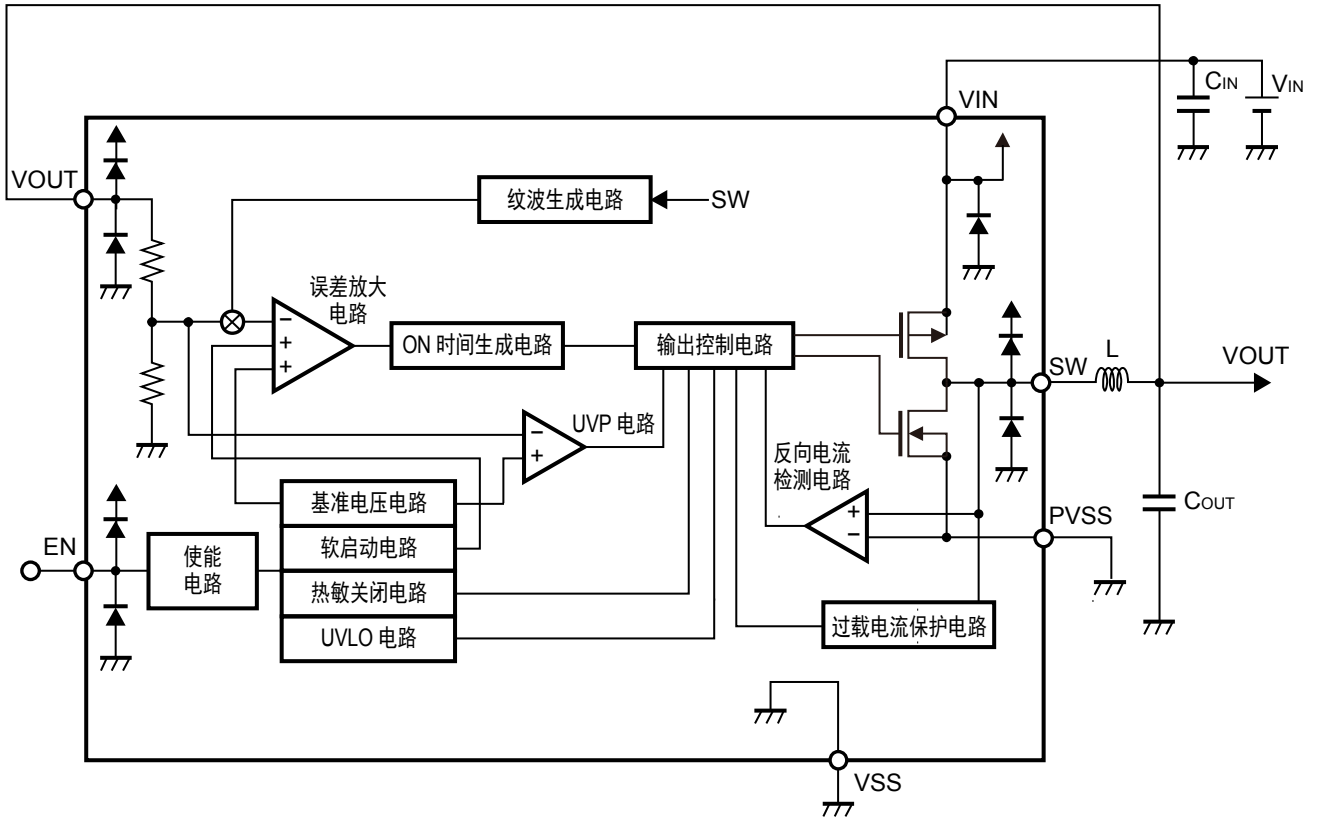 CIN
VIN
VIN
VOUT
纹波生成电路
SW
误差放大
电路
ON 时间生成电路
输出控制电路
SW
L
VOUT
UVP 电路
反向电流
检测电路
基准电压电路
软启动电路
热敏关闭电路
UVLO 电路
EN
使能
电路
PVSS
COUT
过载电流保护电路
VSS